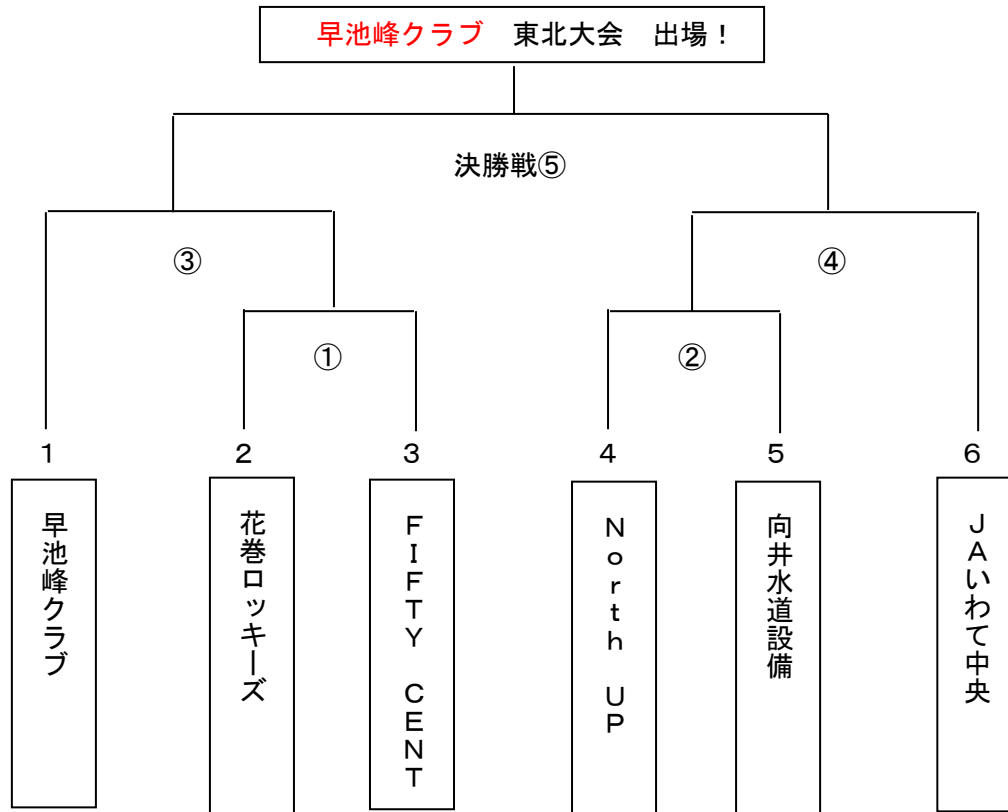 早池峰クラブ　東北大会　出場！
決勝戦⑤
③
④
①
②
１
２
３
４
５
６
早池峰クラブ
花巻ロッキーズ
ＦＩＦＴＹ　ＣＥＮＴ
Ｎｏｒｔｈ　ＵＰ
向井水道設備
ＪＡいわて中央